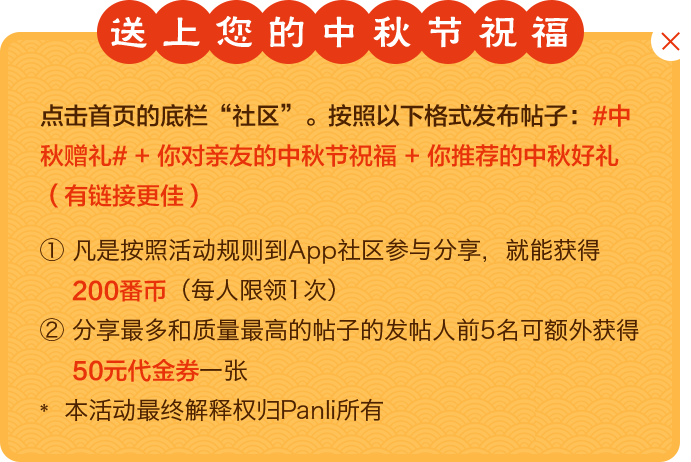 送上您的中秋节祝福
点击首页的底栏“社区”。按照以下格式发布帖子：#中
秋赠礼# + 你对亲友的中秋节祝福 + 你推荐的中秋好礼
（有链接更佳）
① 凡是按照活动规则到App社区参与分享，就能获得
200番币（每人限领1次）
② 分享最多和质量最高的帖子的发帖人前5名可额外获得
50元代金券一张
* 本活动最终解释权归Panli所有